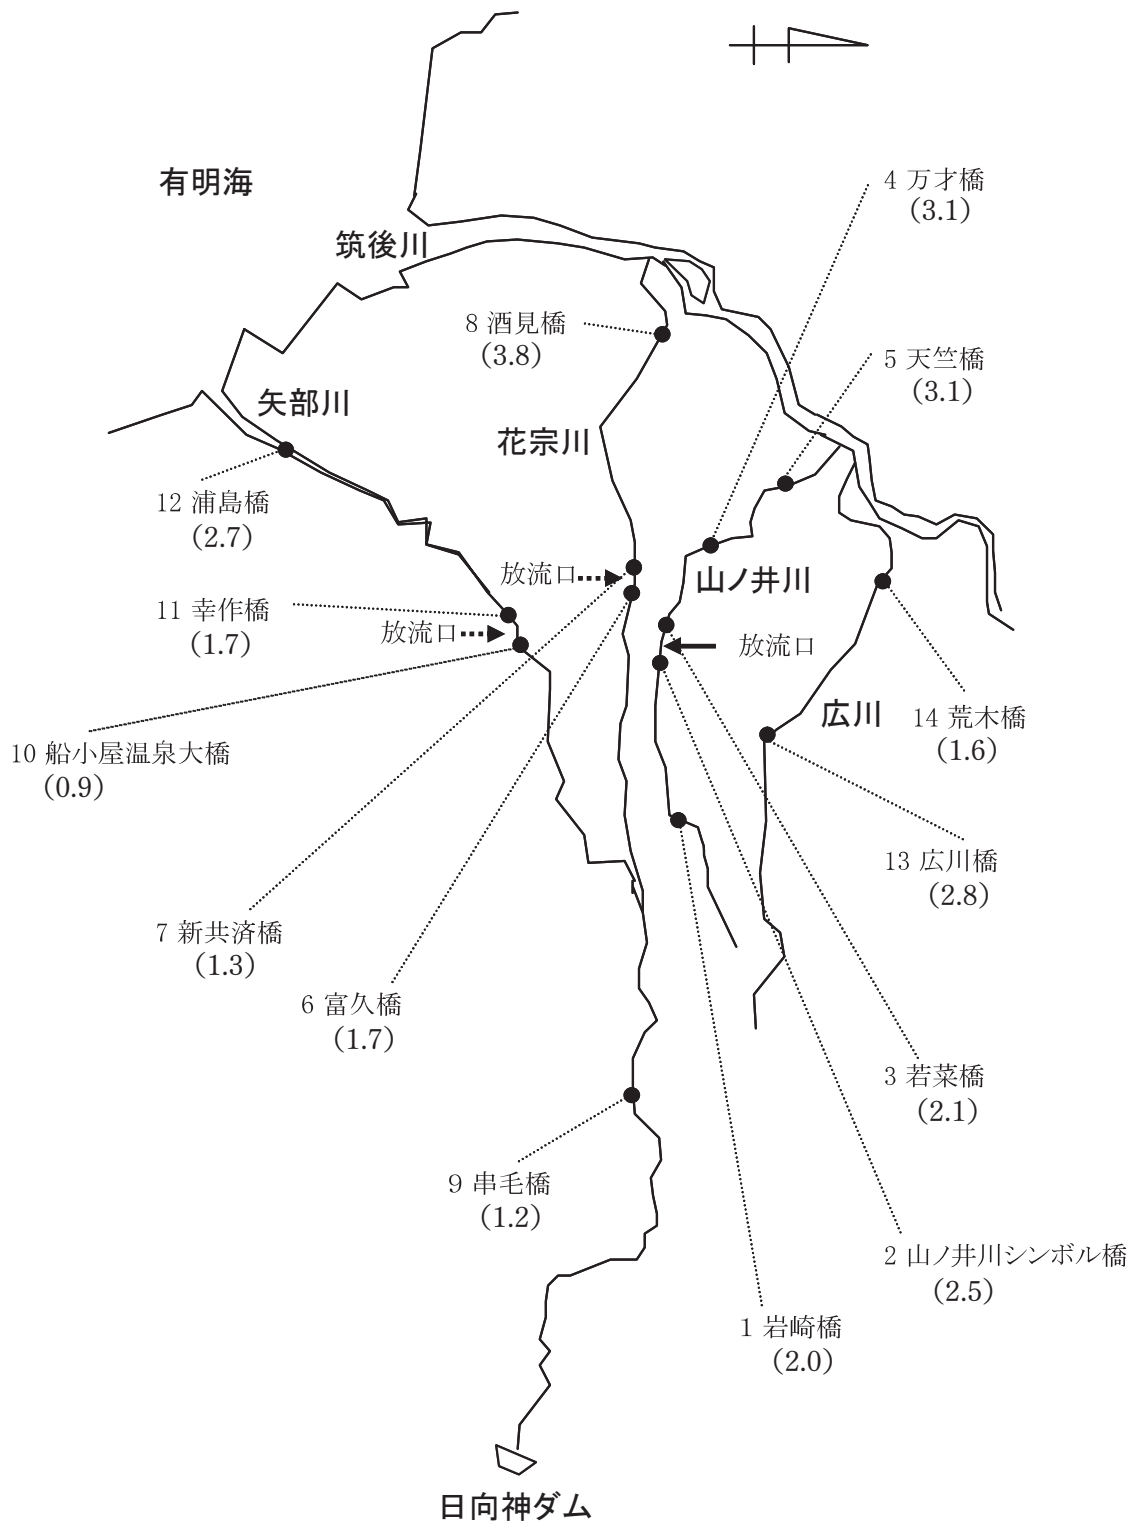 有明海
4 万才橋
(3.1)
筑後川
8 酒見橋
(3.8)
5 天竺橋
(3.1)
矢部川
花宗川
12 浦島橋
(2.7)
放流口
山ノ井川
11 幸作橋
(1.7)
放流口
放流口
広川
14 荒木橋
(1.6)
10 船小屋温泉大橋
(0.9)
13 広川橋
(2.8)
7 新共済橋
(1.3)
6 富久橋
(1.7)
3 若菜橋
(2.1)
9 串毛橋
(1.2)
2 山ノ井川シンボル橋
(2.5)
1 岩崎橋
(2.0)
日向神ダム